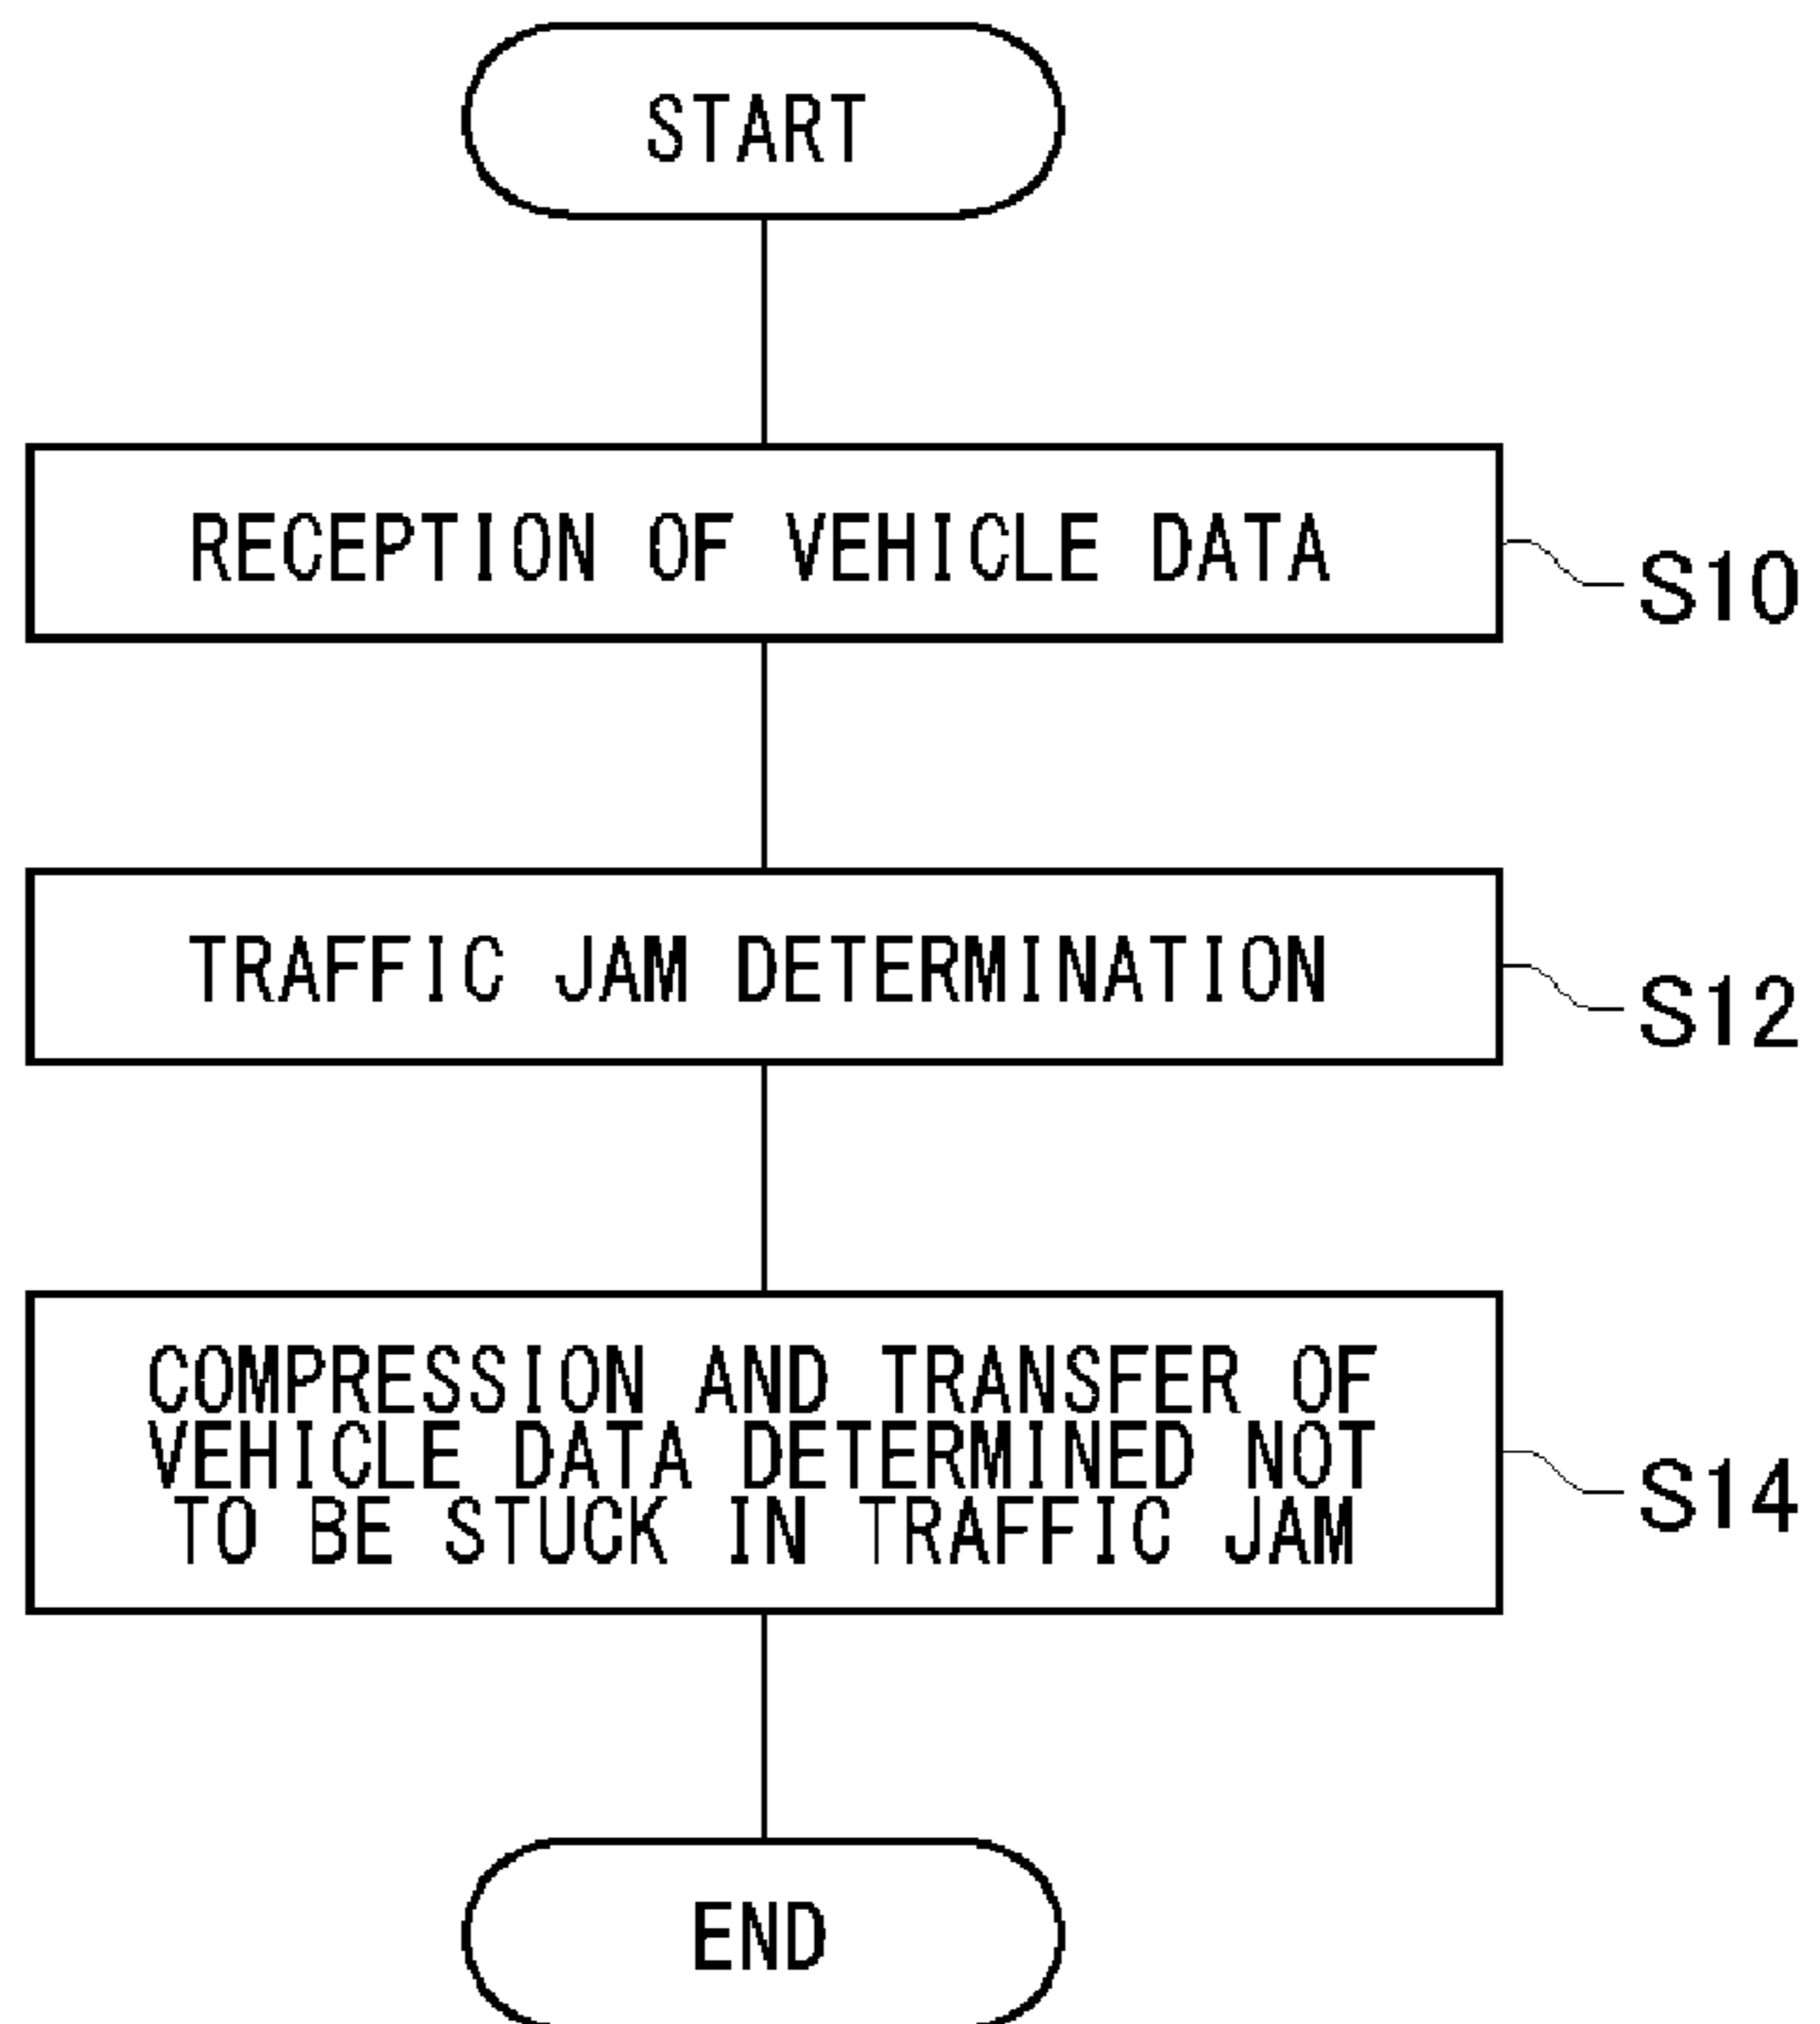 START
RECEPTION OF VEHICLE DATA
S10
TRAFFIC JAM DETERMINATION
S12
COMPRESSION AND TRANSFER OF
VEHICLE DATA DETERMINED NOT
TO BE STUCK IN TRAFFIC JAM
S14
END